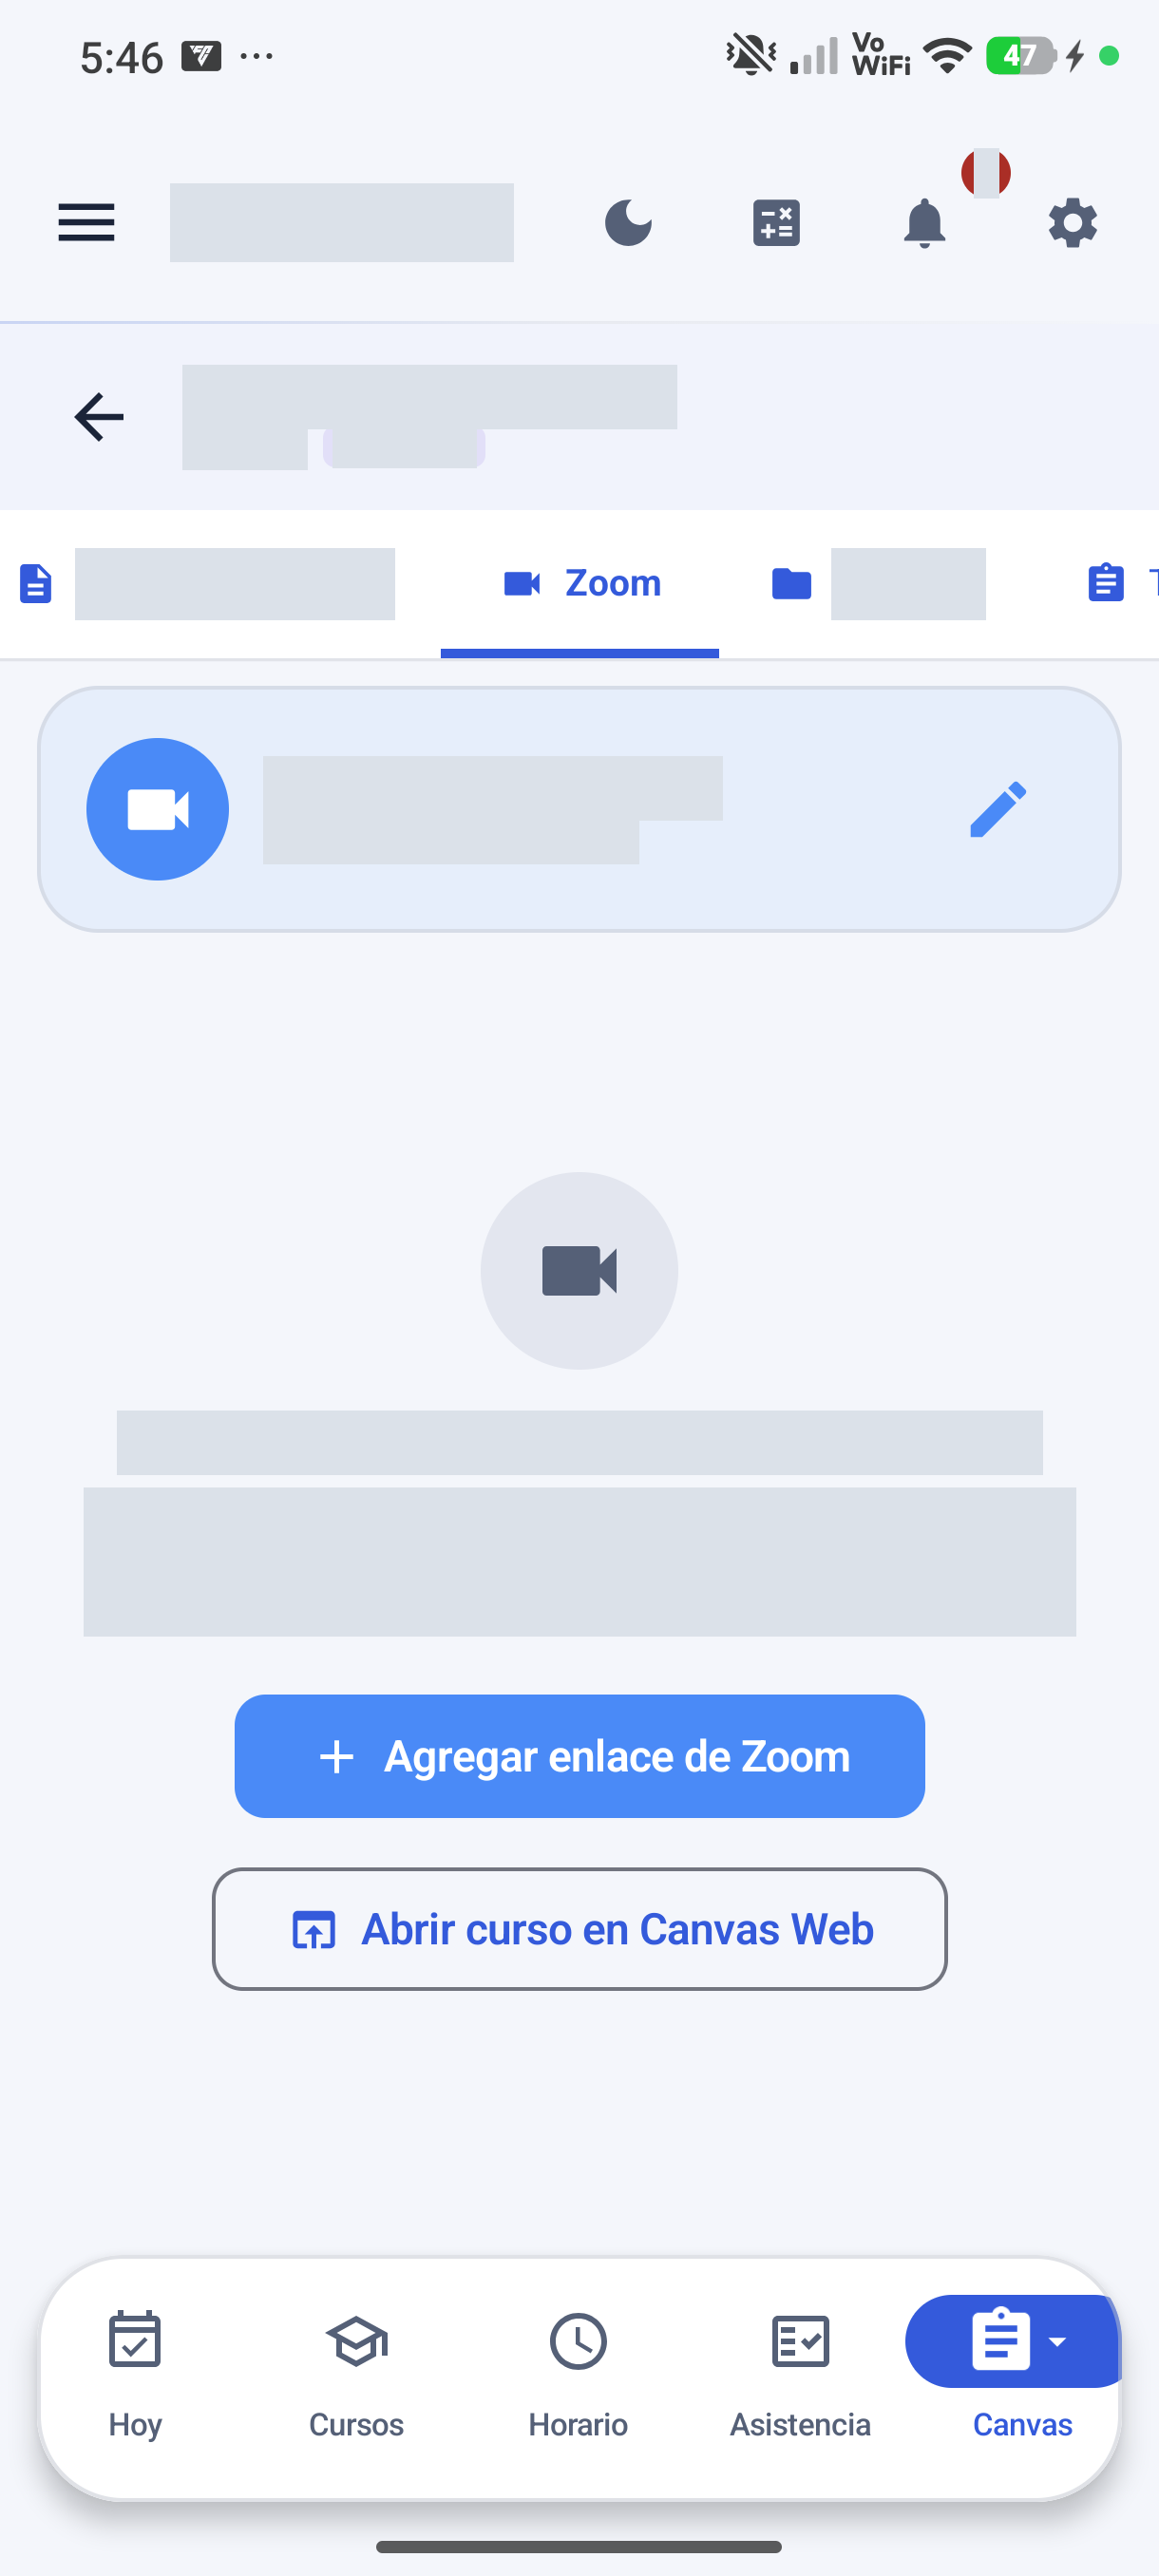 5:46
Vo
WiFi
47
Zoom
Agregar enlace de Zoom
Abrir curso en Canvas Web
Hoy
Cursos
Horario
Asistencia
Canvas